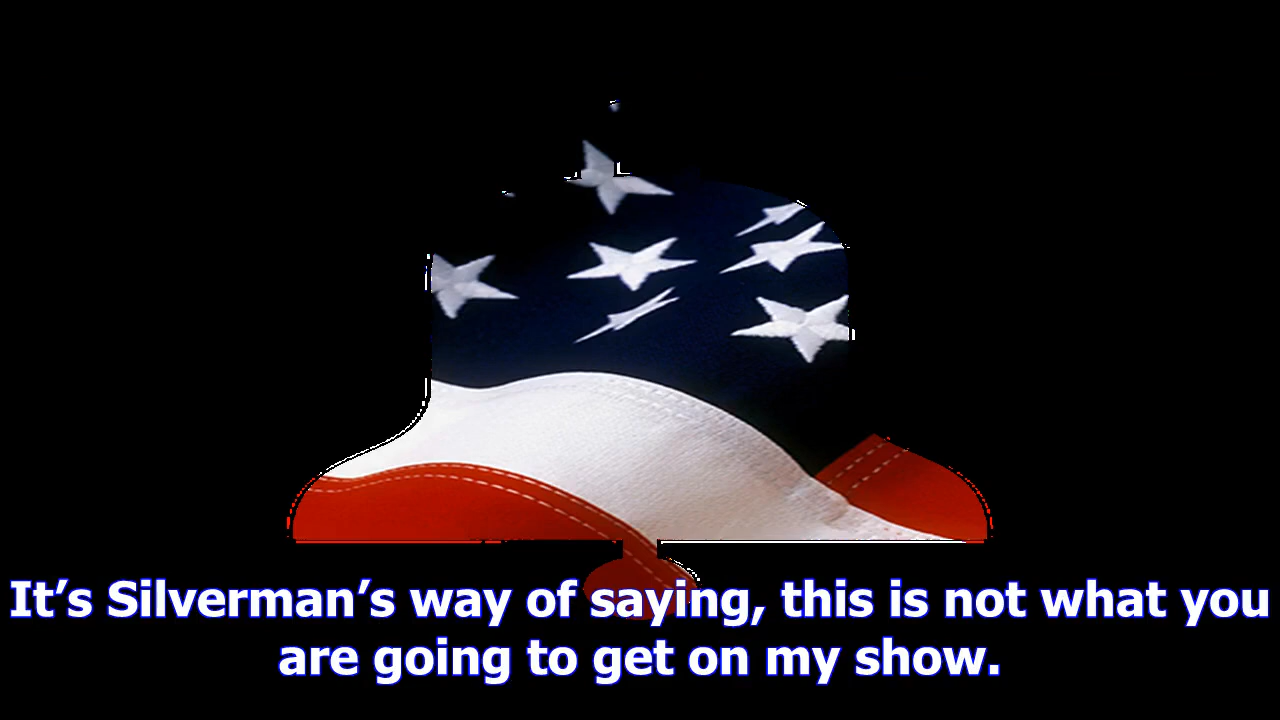 It’s Silverman’s way of saying, this is not what you
are going to get on my show.